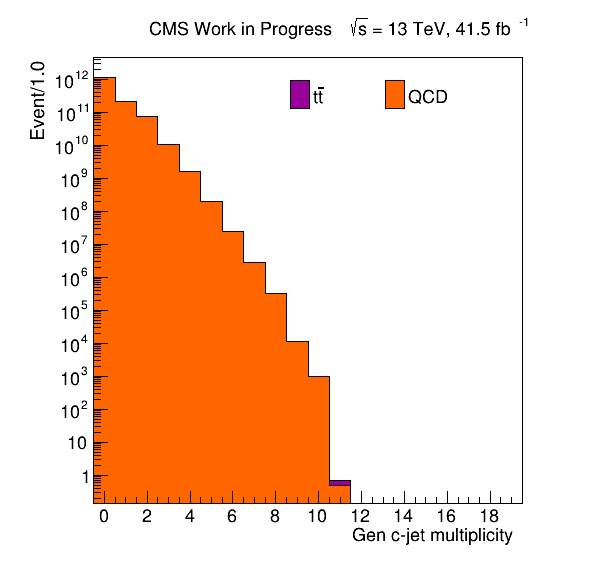 CMS Work in Progress √s = 13 TeV, 41.5 fb⁻¹
Event/1.0
tt̄ QCD
10¹²
10¹¹
10¹⁰
10⁹
10⁸
10⁷
10⁶
10⁵
10⁴
10³
10²
10
1
0 2 4 6 8 10 12 14 16 18
Gen c-jet multiplicity